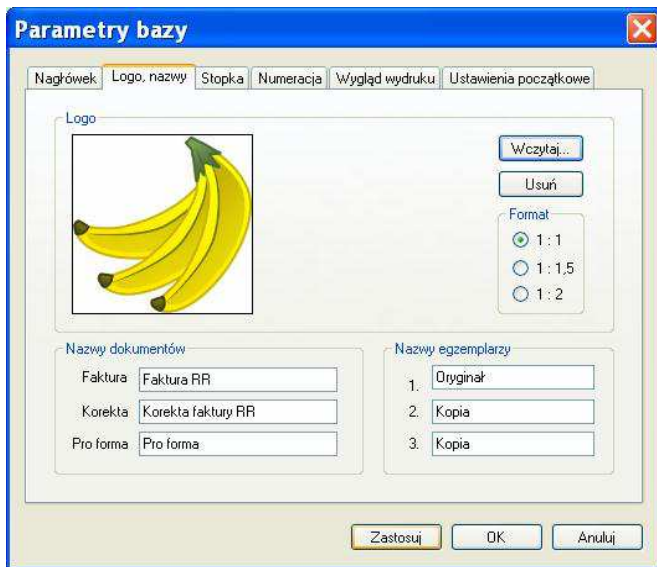 Parametry bazy
Nagłówek Logo, nazwy Stopka Numeracja Wygląd wydruku Ustawienia początkowe
Logo
Wczytaj...
Usuń
Format
1 : 1
1 : 1,5
1 : 2
Nazwy dokumentów
Faktura Faktura RR
Korekta Korekta faktury RR
Pro forma Pro forma
Nazwy egzemplarzy
1. Oryginał
2. Kopia
3. Kopia
Zastosuj OK Anuluj